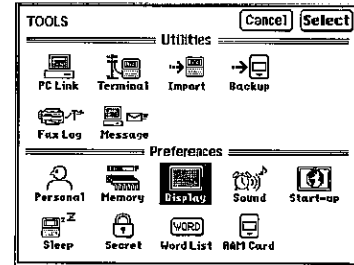 TOOLS Cancel Select
Utilities
PC Link Terminal Import Backup
Fax Log Message
Preferences
Personal Memory Display Sound Start-up
z Z
WORD
Sleep Secret Word List RAM Card